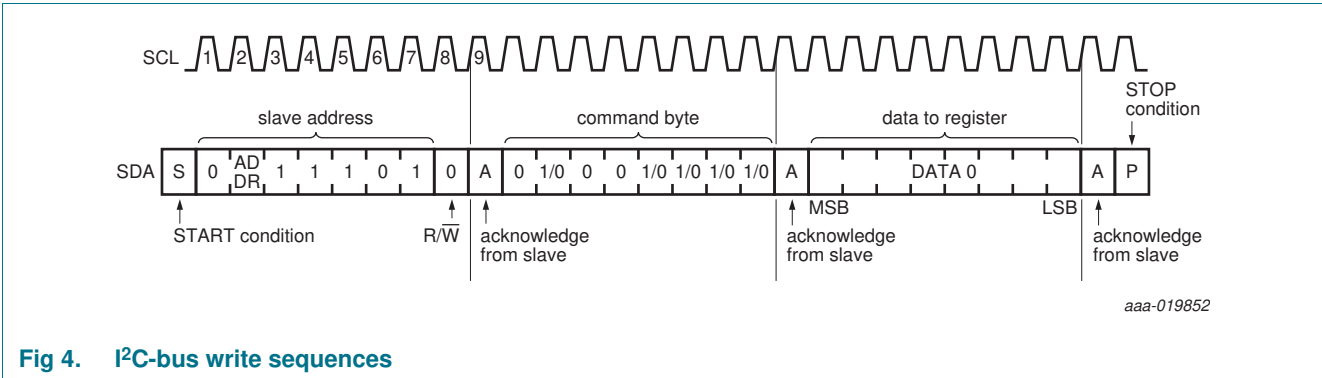 SCL 1 2 3 4 5 6 7 8 9
STOP
condition
slave address command byte data to register
SDA S 0 AD DR 1 1 1 0 1 0 A 0 1/0 0 0 1/0 1/0 1/0 1/0 A DATA 0 A P
MSB LSB
START condition R/W̅ acknowledge from slave acknowledge from slave acknowledge from slave
aaa-019852
Fig 4. I²C-bus write sequences